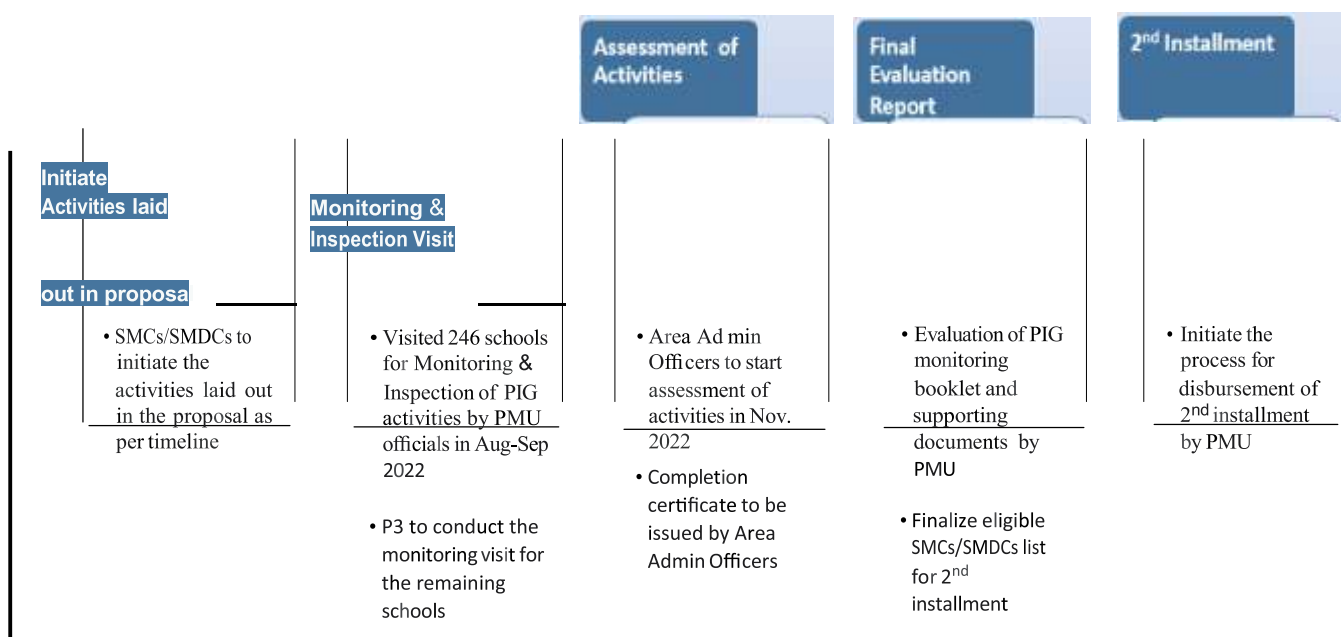 Assessment of
Activities
Final
Evaluation
Report
2nd Installment
Initiate
Activities laid
out in proposa
Monitoring &
Inspection Visit
• SMCs/SMDCs to
initiate the
activities laid out
in the proposal as
per timeline
• Visited 246 schools
for Monitoring &
Inspection of PIG
activities by PMU
officials in Aug-Sep
2022
• P3 to conduct the
monitoring visit for
the remaining
schools
• Area Ad min
Officers to start
assessment of
activities in Nov.
2022
• Completion
certificate to be
issued by Area
Admin Officers
• Evaluation of PIG
monitoring
booklet and
supporting
documents by
PMU
• Finalize eligible
SMCs/SMDCs list
for 2nd
installment
• Initiate the
process for
disbursement of
2nd installment
by PMU